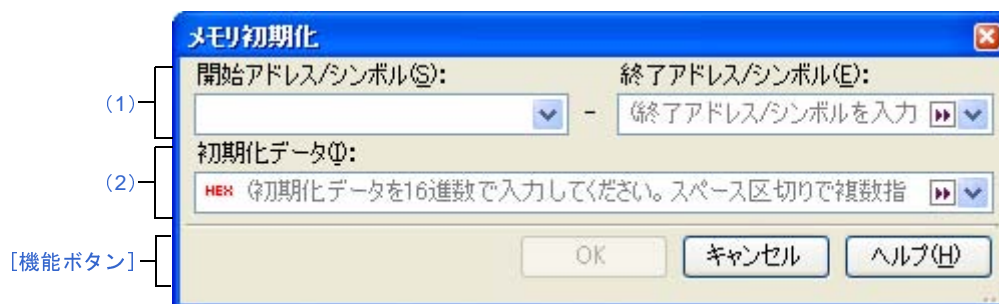 メモリ初期化
開始アドレス/シンボル(S): 終了アドレス/シンボル(E):
(1)
- (終了アドレス/シンボルを入力
初期化データ(I):
(2)
HEX (初期化データを16進数で入力してください。スペース区切りで複数指
[機能ボタン]
OK キャンセル ヘルプ(H)